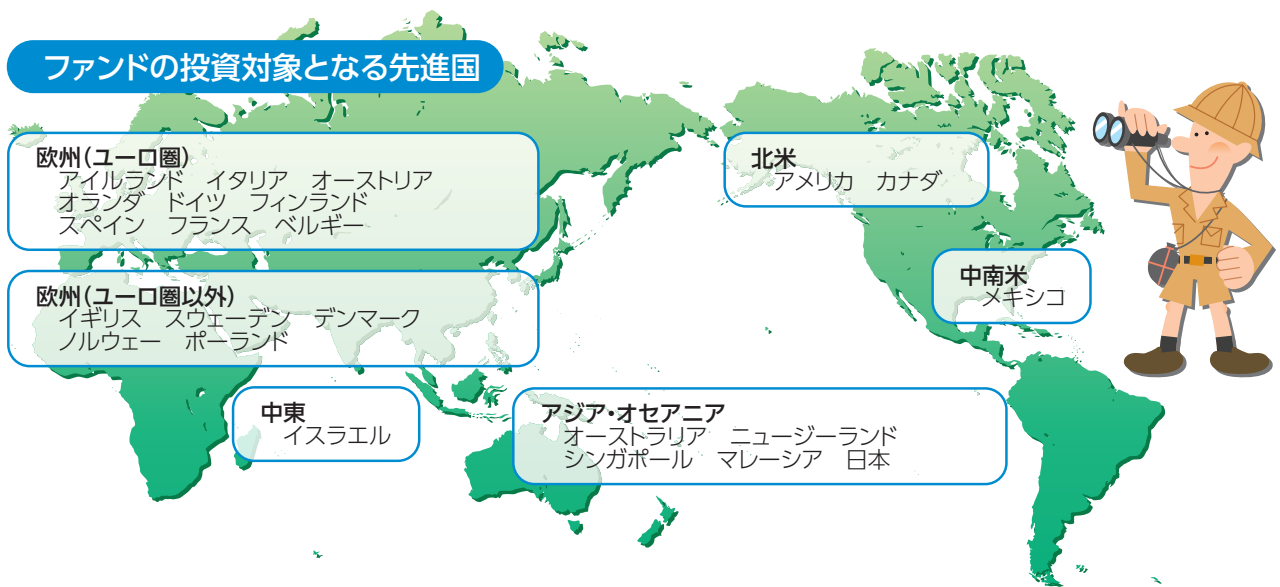 ファンドの投資対象となる先進国
欧州（ユーロ圏）
アイルランド　イタリア　オーストリア
オランダ　ドイツ　フィンランド
スペイン　フランス　ベルギー
欧州（ユーロ圏以外）
イギリス　スウェーデン　デンマーク
ノルウェー　ポーランド
中東
イスラエル
アジア・オセアニア
オーストラリア　ニュージーランド
シンガポール　マレーシア　日本
北米
アメリカ　カナダ
中南米
メキシコ